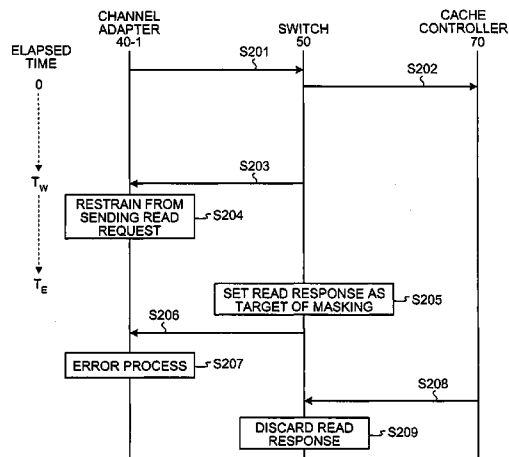 CHANNEL
ADAPTER
40-1
SWITCH
50
CACHE
CONTROLLER
70
ELAPSED
TIME
0
S201
S202
S203
TW
RESTRAIN FROM
SENDING READ
REQUEST
S204
TE
SET READ RESPONSE AS
TARGET OF MASKING
S205
S206
ERROR PROCESS
S207
S208
DISCARD READ
RESPONSE
S209